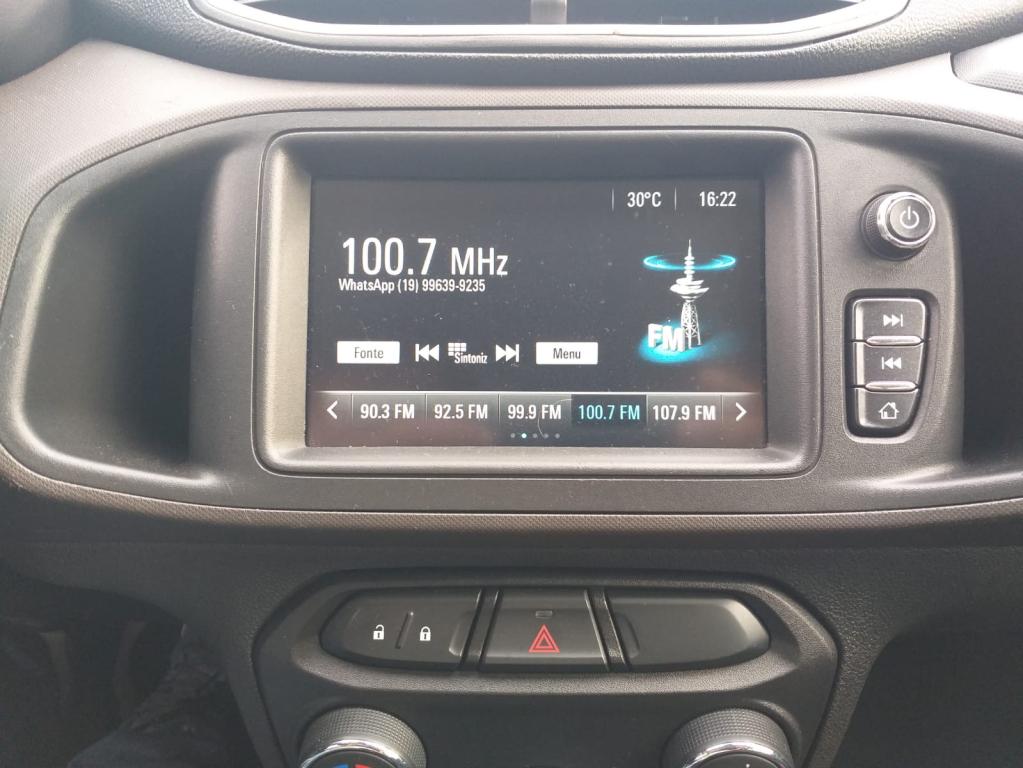 30°C 16:22
100.7 MHz
WhatsApp (19) 99639-9235
FM
Fonte Sintoniz Menu
90.3 FM 92.5 FM 99.9 FM 100.7 FM 107.9 FM